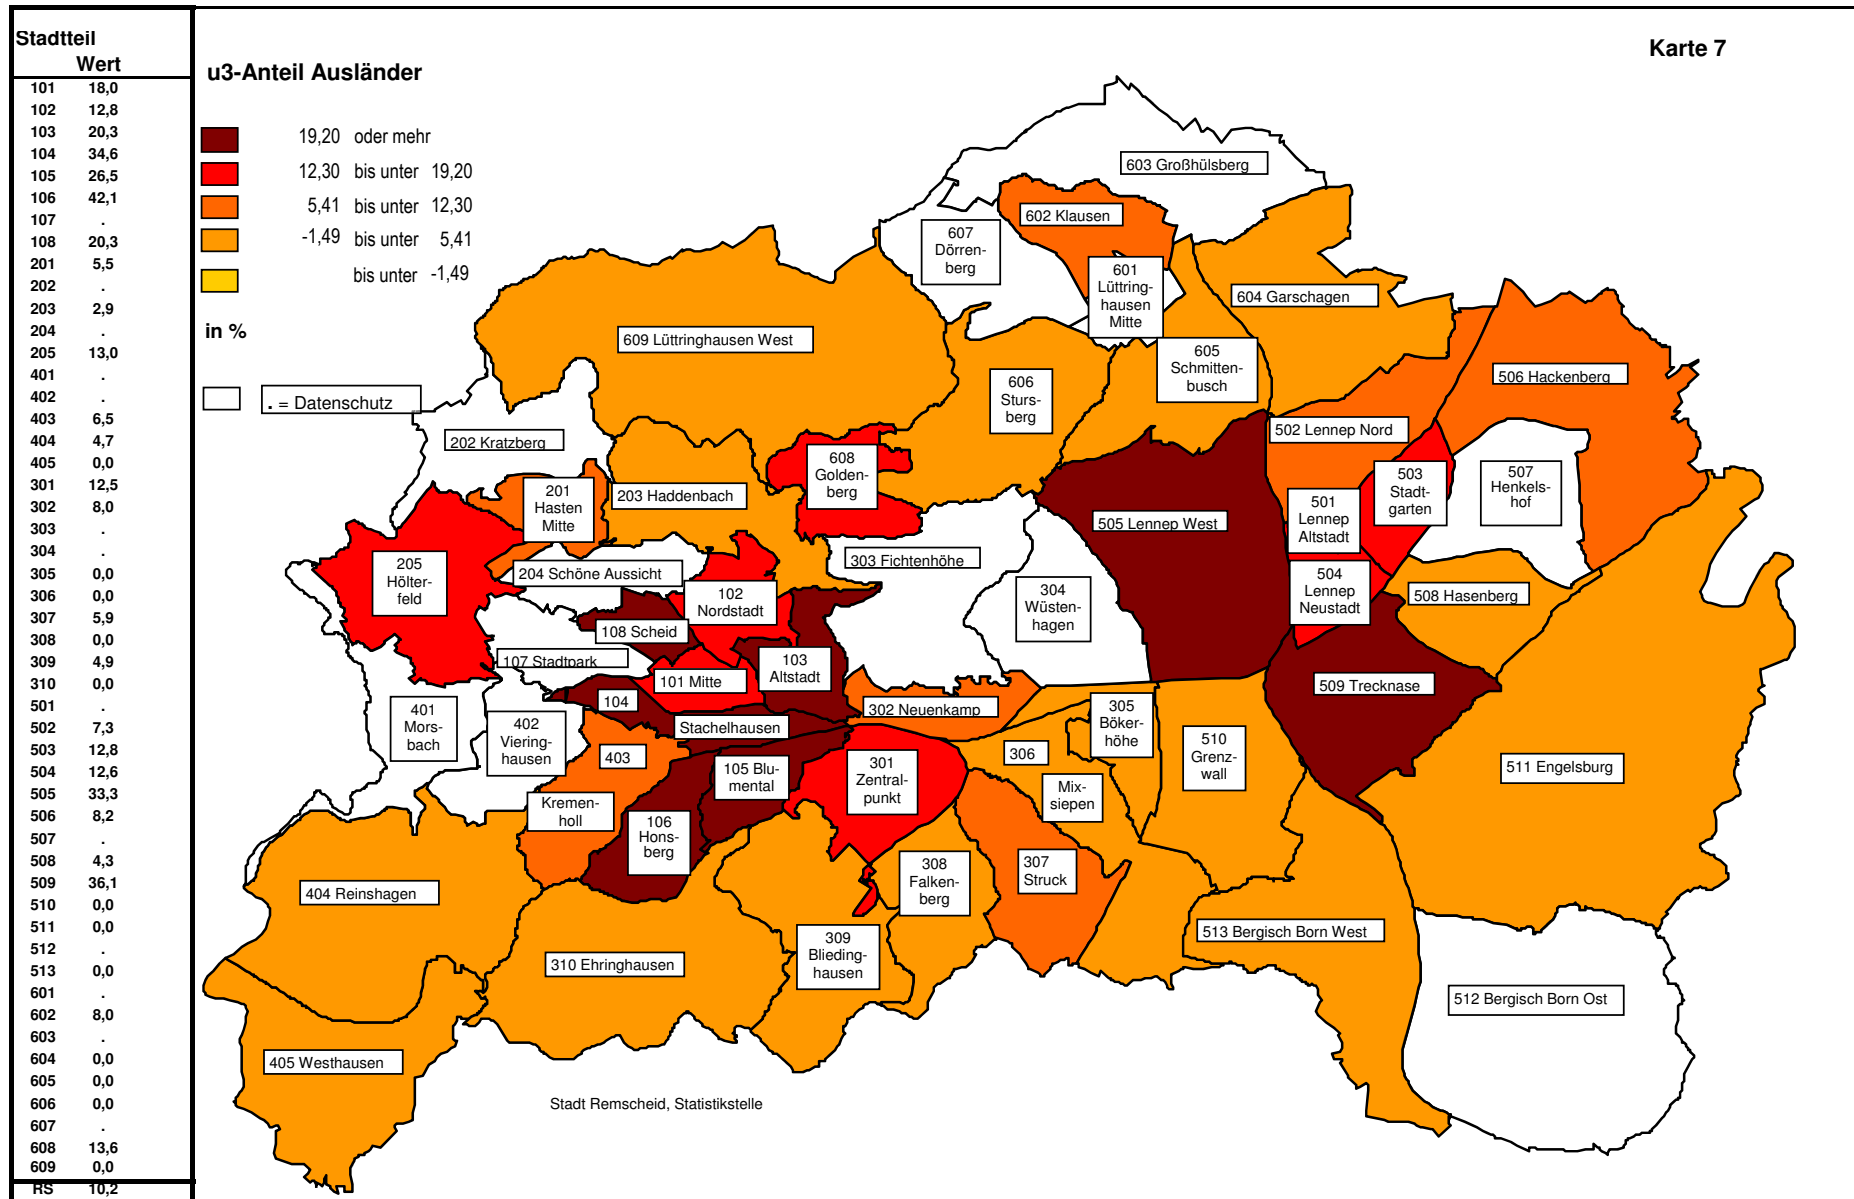 Stadtteil
Wert
101 18,0
102 12,8
103 20,3
104 34,6
105 26,5
106 42,1
107 .
108 20,3
201 5,5
202 .
203 2,9
204 .
205 13,0
401 .
402 .
403 6,5
404 4,7
405 0,0
301 12,5
302 8,0
303 .
304 .
305 0,0
306 0,0
307 5,9
308 0,0
309 4,9
310 0,0
501 .
502 7,3
503 12,8
504 12,6
505 33,3
506 8,2
507 .
508 4,3
509 36,1
510 0,0
511 0,0
512 .
513 0,0
601 .
602 8,0
603 .
604 0,0
605 0,0
606 0,0
607 .
608 13,6
609 0,0
RS 10,2
Karte 7
u3-Anteil Ausländer
19,20 oder mehr
12,30 bis unter 19,20
5,41 bis unter 12,30
-1,49 bis unter 5,41
bis unter -1,49
in %
. = Datenschutz
603 Großhülsberg
602 Klausen
607
Dörren-
berg
601
Lüttring-
hausen
Mitte
604 Garschagen
609 Lüttringhausen West
605
Schmitten-
busch
606
Sturs-
berg
506 Hackenberg
502 Lennep Nord
202 Kratzberg
608
Golden-
berg
503
Stadt-
garten
507
Henkels-
hof
201
Hasten
Mitte
203 Haddenbach
501
Lennep
Altstadt
505 Lennep West
303 Fichtenhöhe
205
Hölter-
feld
204 Schöne Aussicht
102
Nordstadt
304
Wüsten-
hagen
504
Lennep
Neustadt
508 Hasenberg
108 Scheid
107 Stadtpark
103
Altstadt
101 Mitte
509 Trecknase
104
Stachelhausen
302 Neuenkamp
305
Böker-
höhe
401
Mors-
bach
402
Viering-
hausen
403
Kremen-
holl
105 Blu-
mental
301
Zentral-
punkt
306
Mix-
siepen
510
Grenz-
wall
511 Engelsburg
106
Hons-
berg
308
Falken-
berg
307
Struck
404 Reinshagen
513 Bergisch Born West
309
Blieding-
hausen
310 Ehringhausen
512 Bergisch Born Ost
405 Westhausen
Stadt Remscheid, Statistikstelle